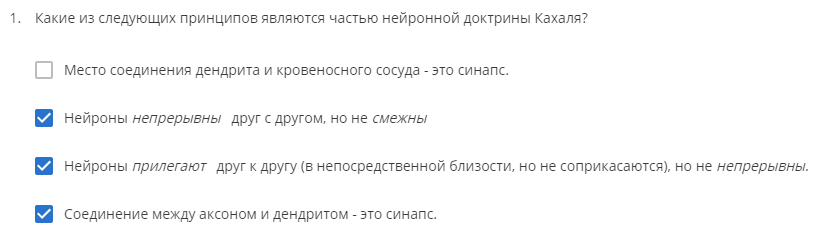 1. Какие из следующих принципов являются частью нейронной доктрины Кахаля?
Место соединения дендрита и кровеносного сосуда - это синапс.
Нейроны непрерывны друг с другом, но не смежны
Нейроны прилегают друг к другу (в непосредственной близости, но не соприкасаются), но не непрерывны.
Соединение между аксоном и дендритом - это синапс.